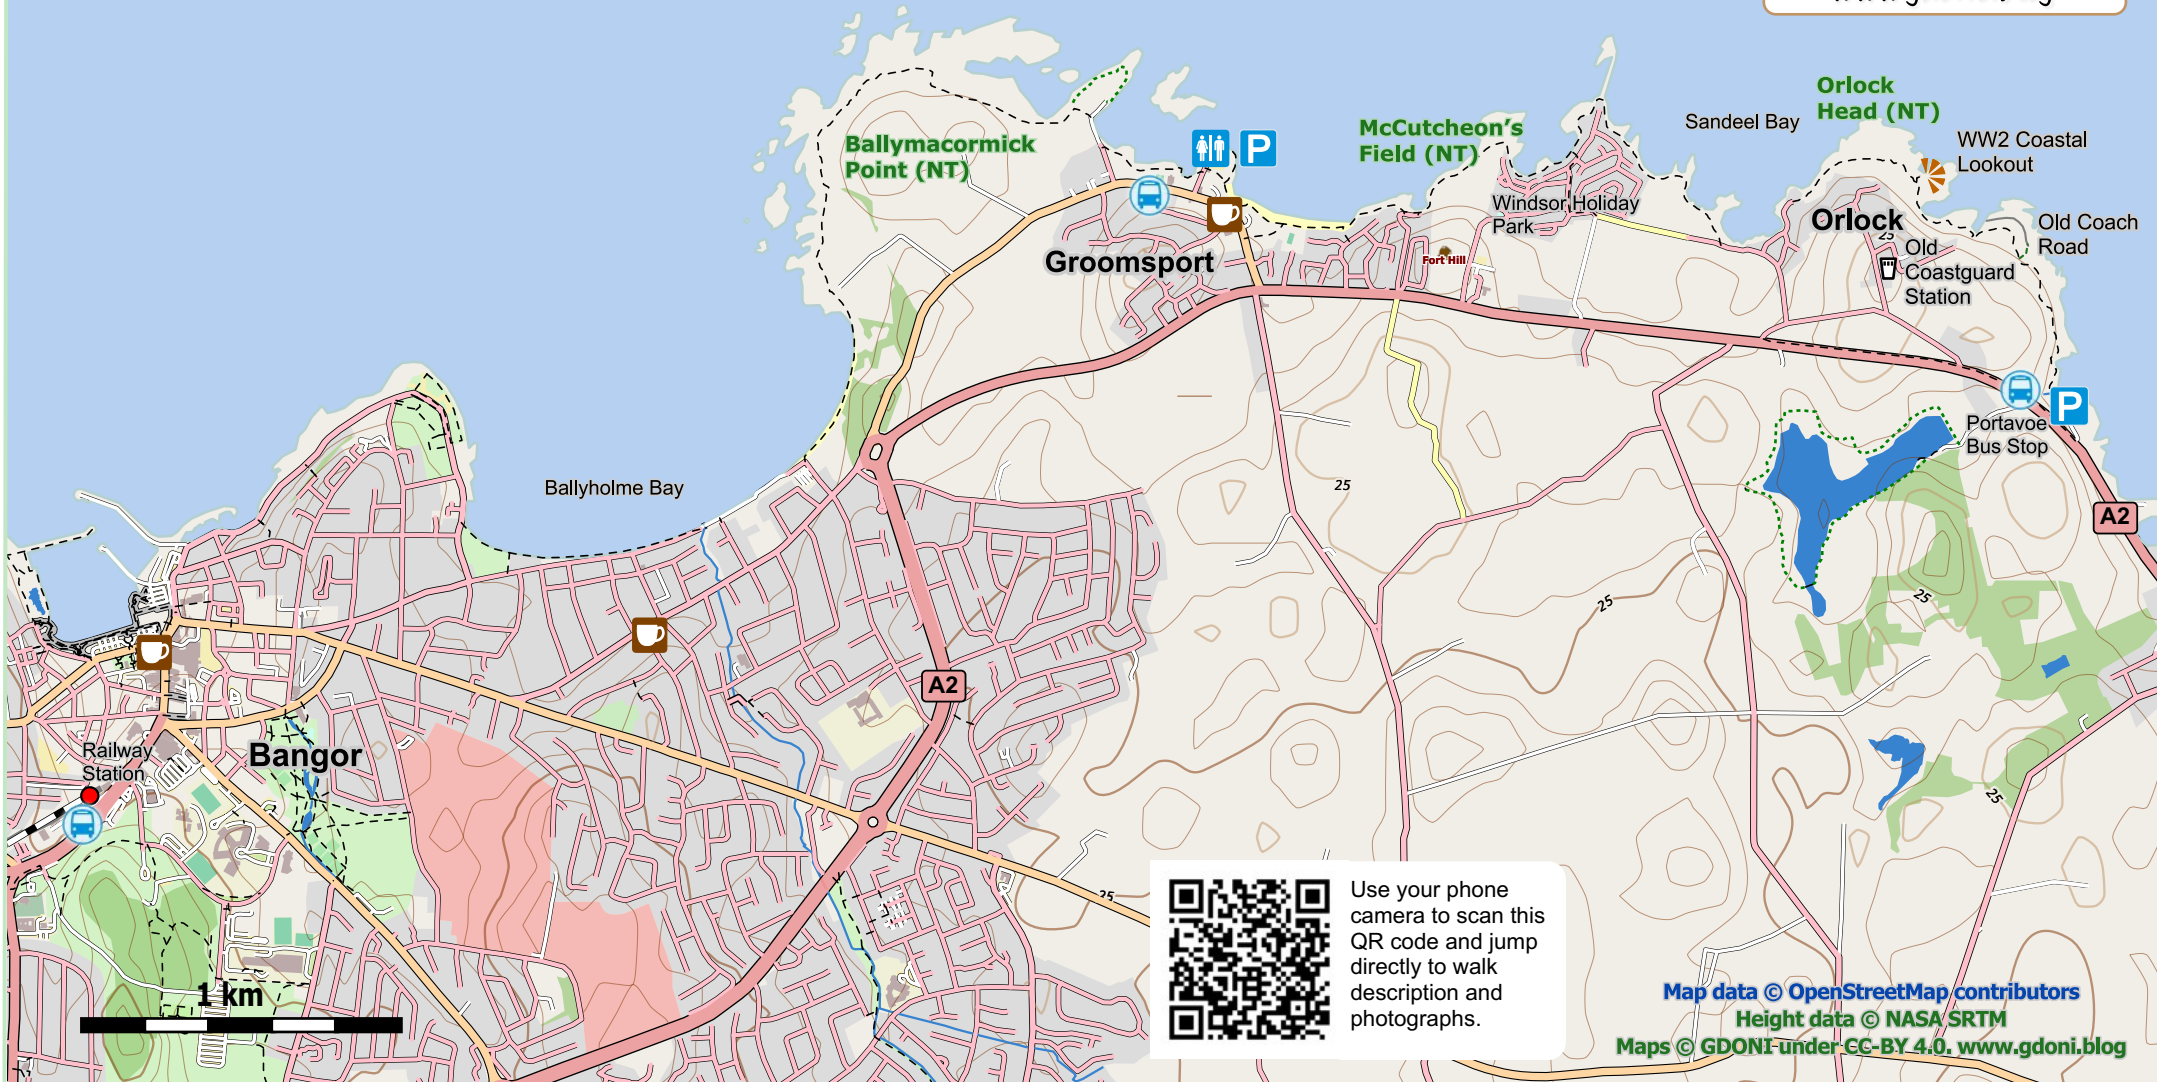 Orlock
Head (NT)
Sandeel Bay
McCutcheon's
Field (NT)
WW2 Coastal
Lookout
Ballymacormick
Point (NT)
P
Windsor Holiday
Park
Orlock
25
Old Coach
Road
Old
Coastguard
Station
Groomsport
Fort Hill
P
Portavoe
Bus Stop
Ballyholme Bay
25
A2
25
25
A2
Railway
Station
Bangor
25
25
1 km
Use your phone
camera to scan this
QR code and jump
directly to walk
description and
photographs.
Map data © OpenStreetMap contributors
Height data © NASA SRTM
Maps © GDONI under CC-BY 4.0. www.gdoni.blog